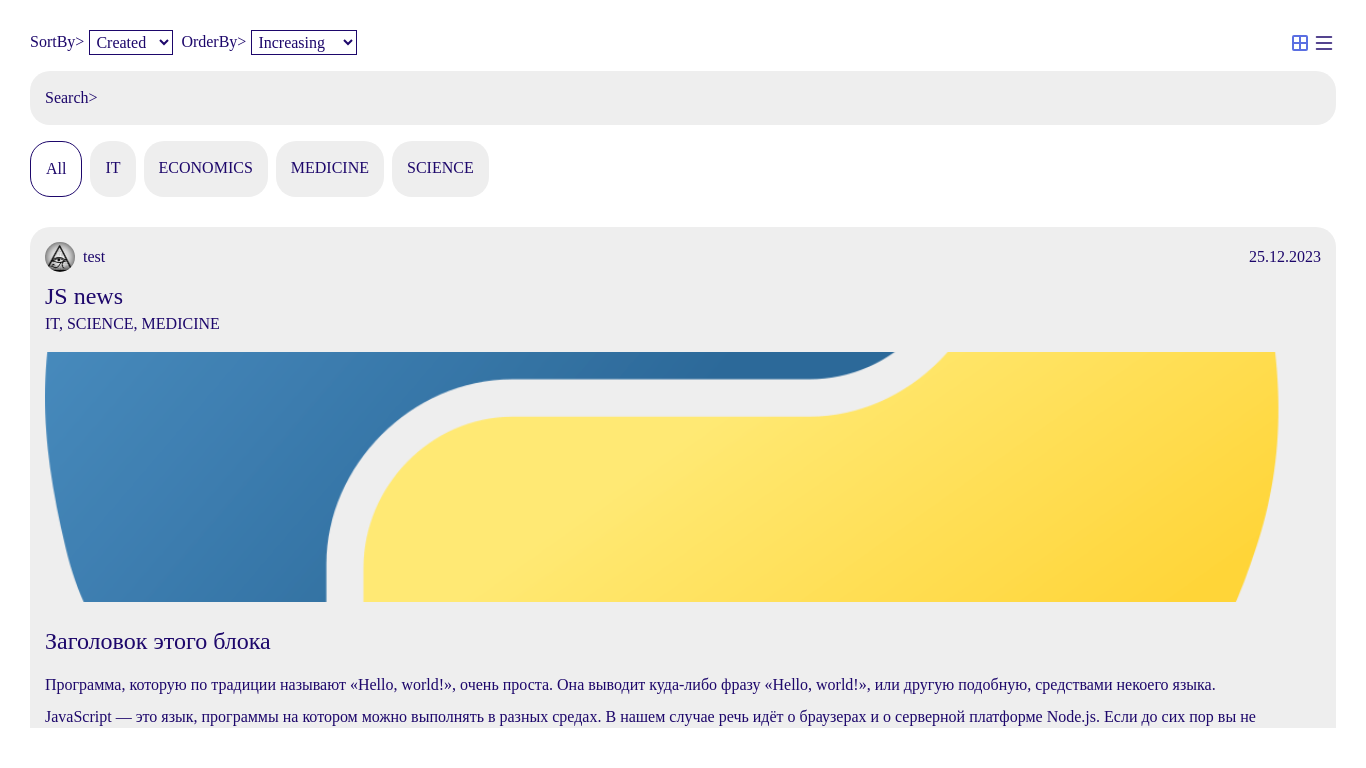 SortBy> Created OrderBy> Increasing
Search>
All IT ECONOMICS MEDICINE SCIENCE
test 25.12.2023
JS news
IT, SCIENCE, MEDICINE
Заголовок этого блока
Программа, которую по традиции называют «Hello, world!», очень проста. Она выводит куда-либо фразу «Hello, world!», или другую подобную, средствами некоего языка.
JavaScript — это язык, программы на котором можно выполнять в разных средах. В нашем случае речь идёт о браузерах и о серверной платформе Node.js. Если до сих пор вы не